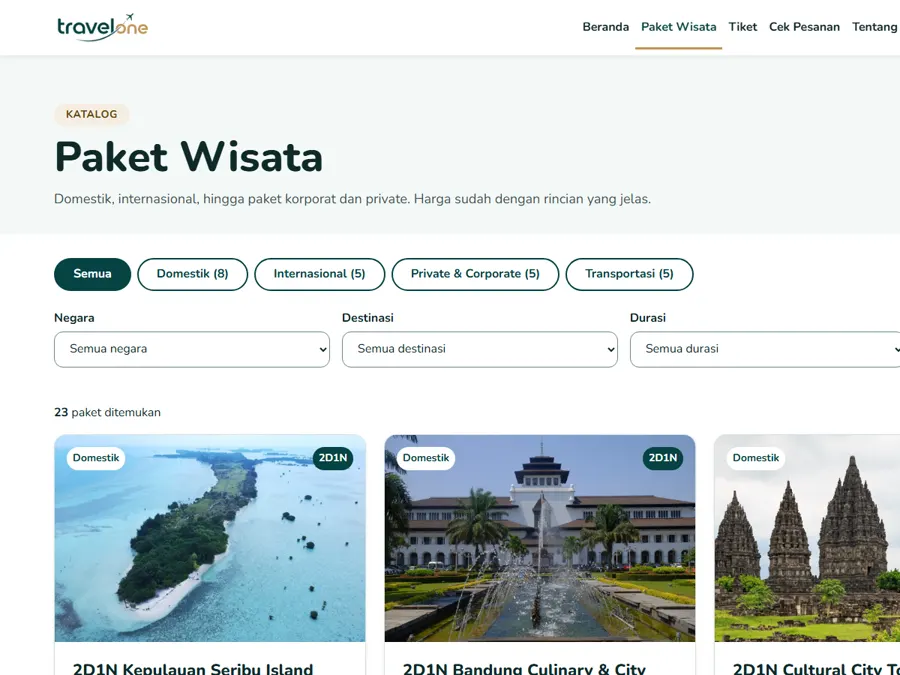 travelone
Beranda Paket Wisata Tiket Cek Pesanan Tentang
KATALOG
Paket Wisata
Domestik, internasional, hingga paket korporat dan private. Harga sudah dengan rincian yang jelas.
Semua Domestik (8) Internasional (5) Private & Corporate (5) Transportasi (5)
Negara Destinasi Durasi
Semua negara Semua destinasi Semua durasi
23 paket ditemukan
Domestik 2D1N Domestik 2D1N Domestik
2D1N Kepulauan Seribu Island 2D1N Bandung Culinary & City 2D1N Cultural City